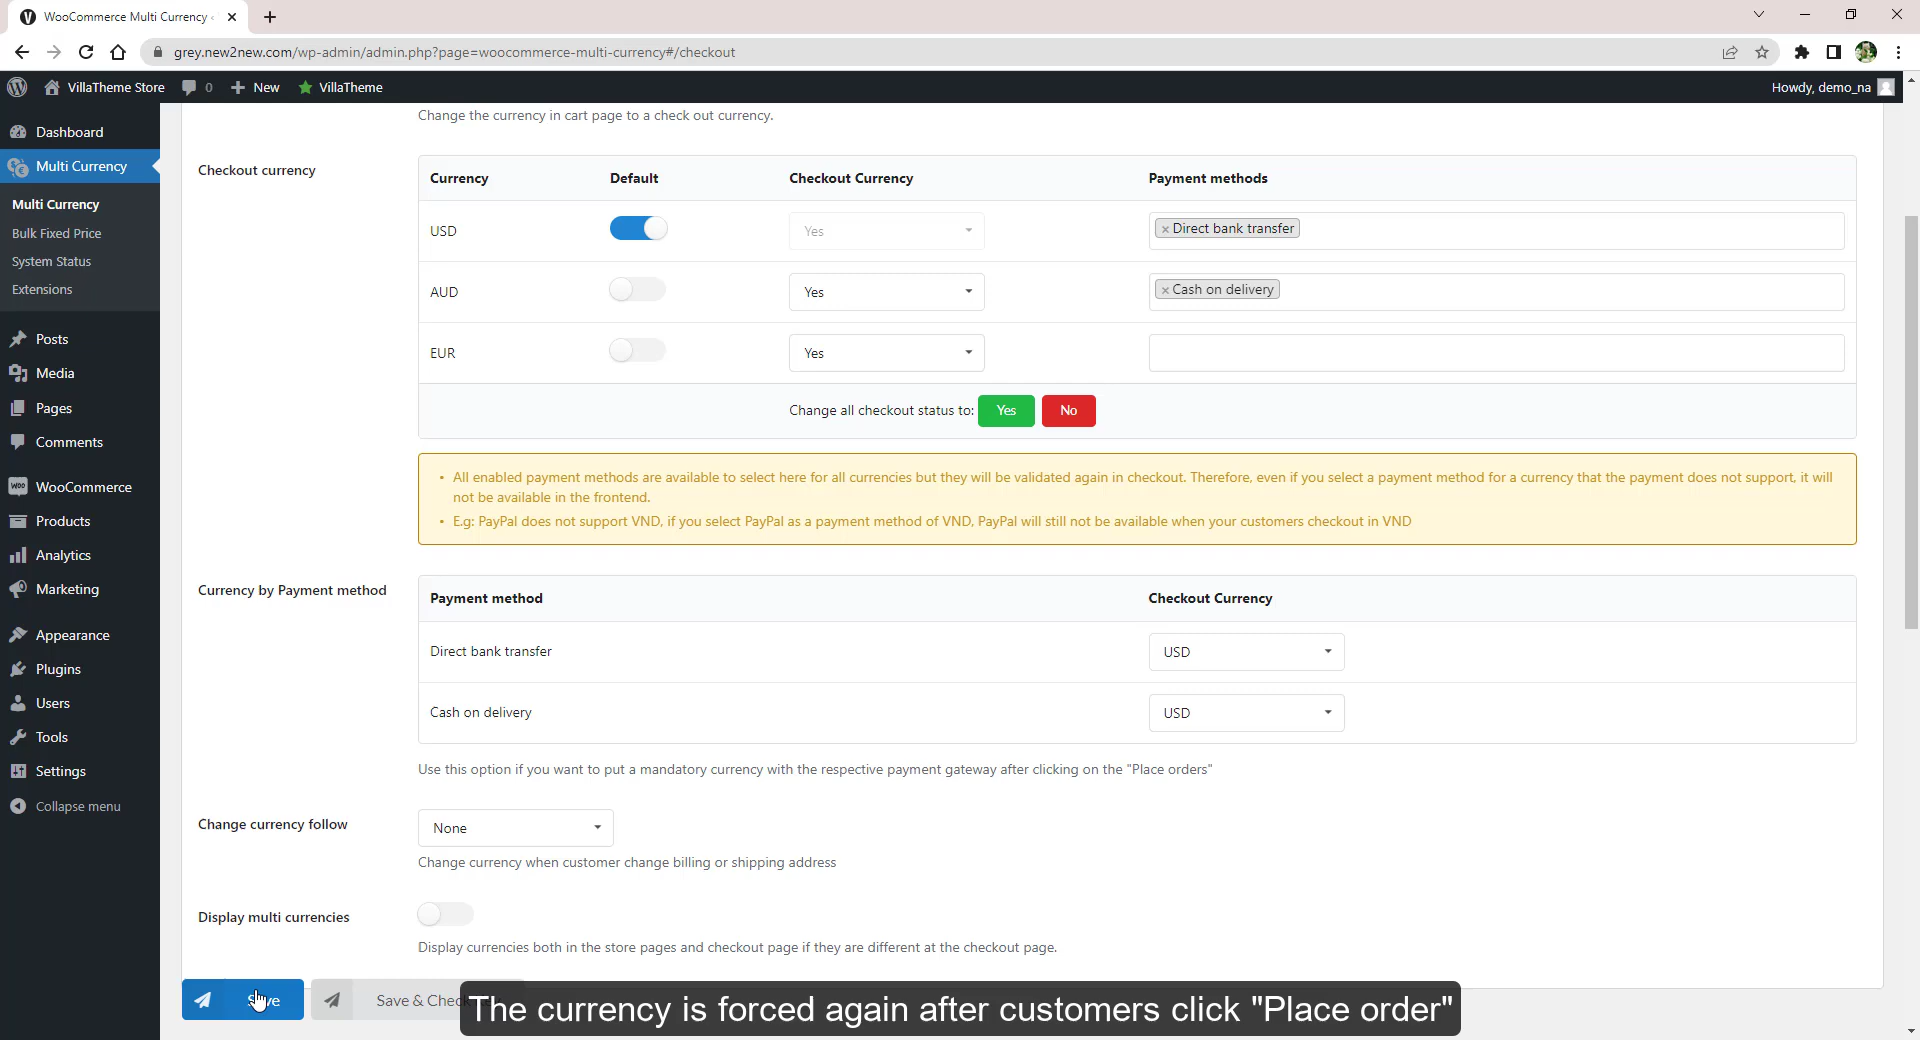 WooCommerce Multi Currency
grey.new2new.com/wp-admin/admin.php?page=woocommerce-multi-currency#/checkout
VillaTheme Store
0
New
VillaTheme
Howdy, demo_na
Dashboard
Multi Currency
Multi Currency
Bulk Fixed Price
System Status
Extensions
Posts
Media
Pages
Comments
WooCommerce
Products
Analytics
Marketing
Appearance
Plugins
Users
Tools
Settings
Collapse menu
Change the currency in cart page to a check out currency.
Checkout currency
Currency Default Checkout Currency Payment methods
USD Yes × Direct bank transfer
AUD Yes × Cash on delivery
EUR Yes
Change all checkout status to: Yes No
• All enabled payment methods are available to select here for all currencies but they will be validated again in checkout. Therefore, even if you select a payment method for a currency that the payment does not support, it will
not be available in the frontend.
• E.g: PayPal does not support VND, if you select PayPal as a payment method of VND, PayPal will still not be available when your customers checkout in VND
Currency by Payment method
Payment method Checkout Currency
Direct bank transfer USD
Cash on delivery USD
Use this option if you want to put a mandatory currency with the respective payment gateway after clicking on the "Place orders"
Change currency follow
None
Change currency when customer change billing or shipping address
Display multi currencies
Display currencies both in the store pages and checkout page if they are different at the checkout page.
Save
Save & Chec
The currency is forced again after customers click "Place order"